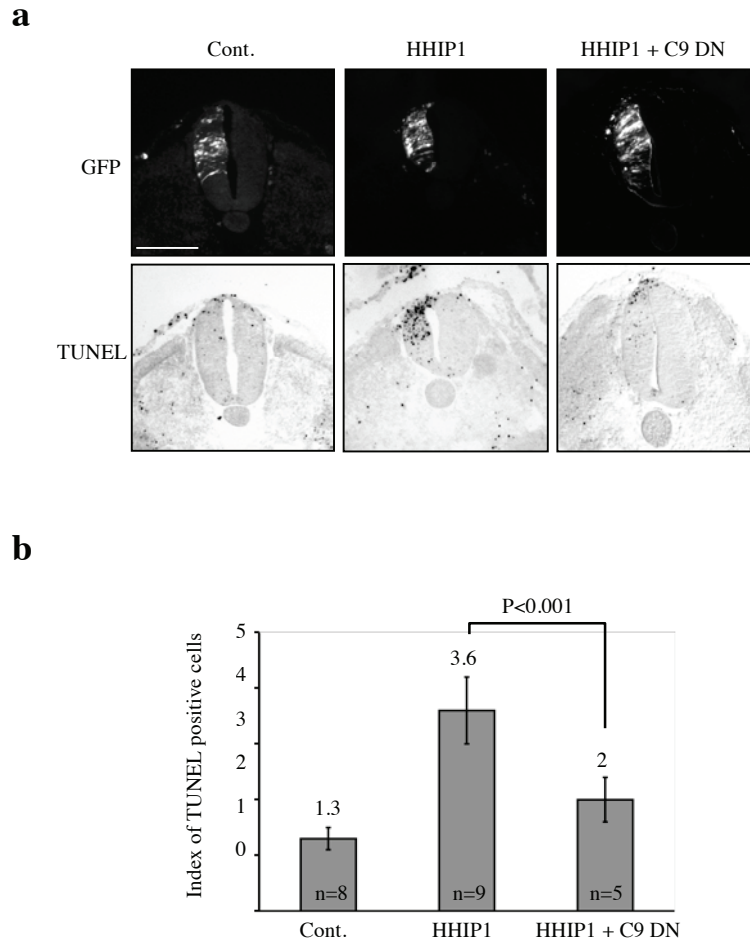 a
Cont.
HHIP1
HHIP1 + C9 DN
GFP
TUNEL
b
P<0.001
Index of TUNEL positive cells
5
4
3
2
1
0
3.6
2
1.3
n=8
n=9
n=5
Cont.
HHIP1
HHIP1 + C9 DN